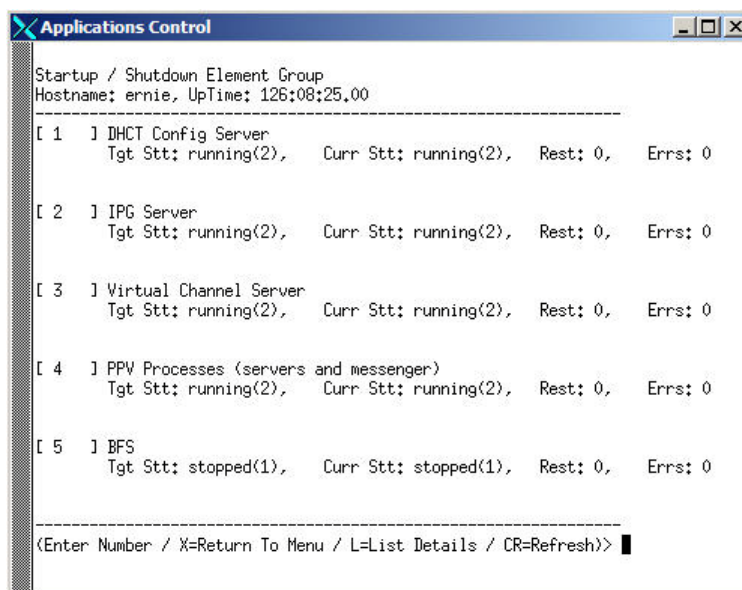 Applications Control
Startup / Shutdown Element Group
Hostname: ernie, UpTime: 126:08:25.00
-----------------------------------------------------------------
[ 1   ] DHCT Config Server
Tgt Stt: running(2),    Curr Stt: running(2),   Rest: 0,    Errs: 0
[ 2   ] IPG Server
Tgt Stt: running(2),    Curr Stt: running(2),   Rest: 0,    Errs: 0
[ 3   ] Virtual Channel Server
Tgt Stt: running(2),    Curr Stt: running(2),   Rest: 0,    Errs: 0
[ 4   ] PPV Processes (servers and messenger)
Tgt Stt: running(2),    Curr Stt: running(2),   Rest: 0,    Errs: 0
[ 5   ] BFS
Tgt Stt: stopped(1),    Curr Stt: stopped(1),   Rest: 0,    Errs: 0
-----------------------------------------------------------------
(Enter Number / X=Return To Menu / L=List Details / CR=Refresh)>